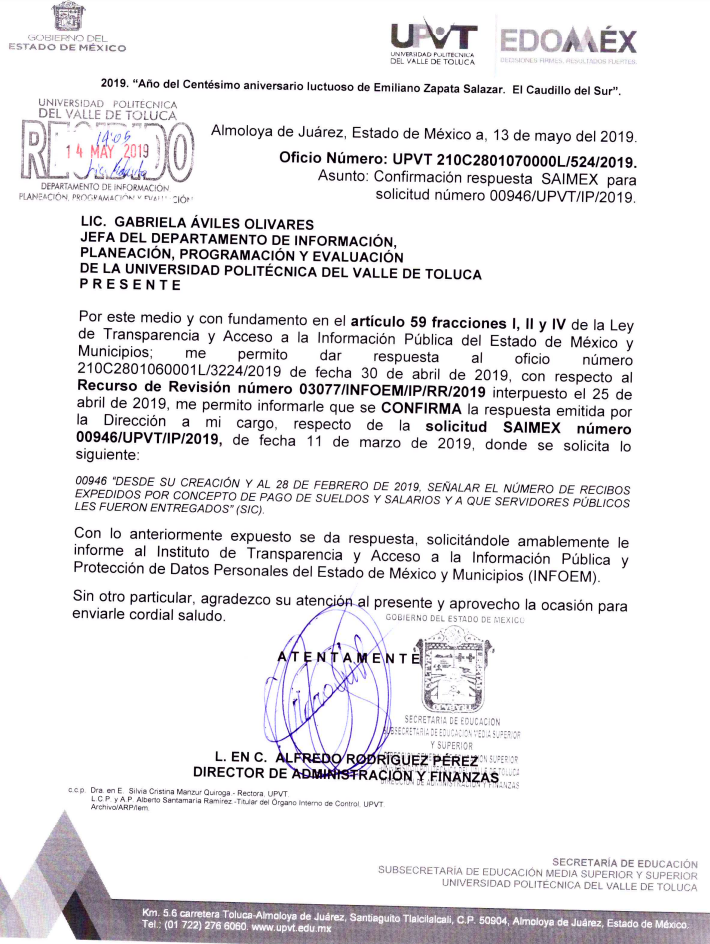 GOBIERNO DEL
ESTADO DE MÉXICO
UPVT
UNIVERSIDAD POLITÉCNICA
DEL VALLE DE TOLUCA
EDOMÉX
DECISIONES FIRMES, RESULTADOS FUERTES.
2019. “Año del Centésimo aniversario luctuoso de Emiliano Zapata Salazar. El Caudillo del Sur”.
UNIVERSIDAD POLITÉCNICA
DEL VALLE DE TOLUCA
RECIBIDO
14:05
14 MAY 2019
DEPARTAMENTO DE INFORMACIÓN
PLANEACIÓN, PROGRAMACIÓN Y EVALUACIÓN
Almoloya de Juárez, Estado de México a, 13 de mayo del 2019.
Oficio Número: UPVT 210C2801070000L/524/2019.
Asunto: Confirmación respuesta SAIMEX para
solicitud número 00946/UPVT/IP/2019.
LIC. GABRIELA ÁVILES OLIVARES
JEFA DEL DEPARTAMENTO DE INFORMACIÓN,
PLANEACIÓN, PROGRAMACIÓN Y EVALUACIÓN
DE LA UNIVERSIDAD POLITÉCNICA DEL VALLE DE TOLUCA
P R E S E N T E
Por este medio y con fundamento en el artículo 59 fracciones I, II y IV de la Ley
de Transparencia y Acceso a la Información Pública del Estado de México y
Municipios; me permito dar respuesta al oficio número
210C2801060001L/3224/2019 de fecha 30 de abril de 2019, con respecto al
Recurso de Revisión número 03077/INFOEM/IP/RR/2019 interpuesto el 25 de
abril de 2019, me permito informarle que se CONFIRMA la respuesta emitida por
la Dirección a mi cargo, respecto de la solicitud SAIMEX número
00946/UPVT/IP/2019, de fecha 11 de marzo de 2019, donde se solicita lo
siguiente:
00946 "DESDE SU CREACIÓN Y AL 28 DE FEBRERO DE 2019, SEÑALAR EL NÚMERO DE RECIBOS
EXPEDIDOS POR CONCEPTO DE PAGO DE SUELDOS Y SALARIOS Y A QUE SERVIDORES PÚBLICOS
LES FUERON ENTREGADOS" (SIC).
Con lo anteriormente expuesto se da respuesta, solicitándole amablemente le
informe al Instituto de Transparencia y Acceso a la Información Pública y
Protección de Datos Personales del Estado de México y Municipios (INFOEM).
Sin otro particular, agradezco su atención al presente y aprovecho la ocasión para
enviarle cordial saludo.
GOBIERNO DEL ESTADO DE MÉXICO
A T E N T A M E N T E
SECRETARÍA DE EDUCACIÓN
SUBSECRETARÍA DE EDUCACIÓN MEDIA SUPERIOR
Y SUPERIOR
L. EN C. ALFREDO RODRÍGUEZ PÉREZ
DIRECTOR DE ADMINISTRACIÓN Y FINANZAS
c.c.p. Dra. en E. Silvia Cristina Manzur Quiroga.- Rectora. UPVT.
L.C.P. y A.P. Alberto Santamaría Ramírez.-Titular del Órgano Interno de Control. UPVT.
Archivo/ARP/lem.
SECRETARÍA DE EDUCACIÓN
SUBSECRETARÍA DE EDUCACIÓN MEDIA SUPERIOR Y SUPERIOR
UNIVERSIDAD POLITÉCNICA DEL VALLE DE TOLUCA
Km. 5.6 carretera Toluca-Almoloya de Juárez, Santiaguito Tlalcilalcali, C.P. 50904, Almoloya de Juárez, Estado de México.
Tel.: (01 722) 276 6060. www.upvt.edu.mx